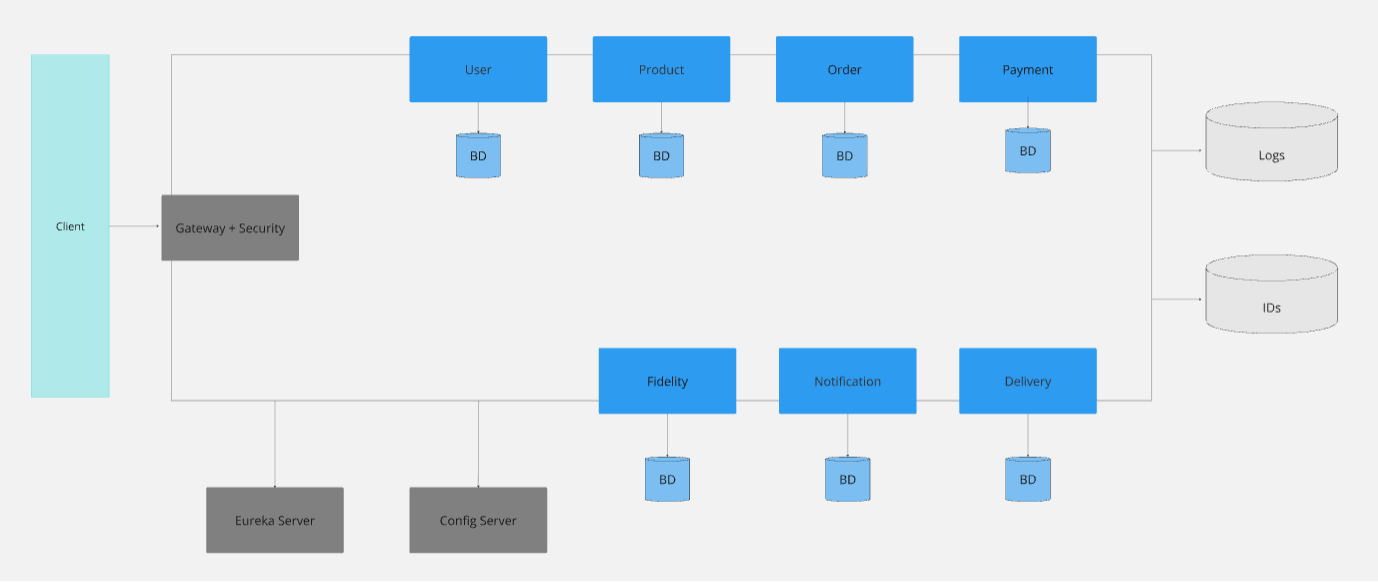 User
Product
Order
Payment
BD
BD
BD
BD
Logs
Client
Gateway + Security
IDs
Fidelity
Notification
Delivery
BD
BD
BD
Eureka Server
Config Server